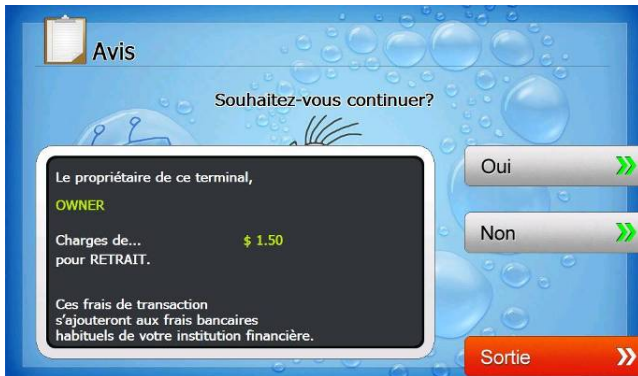 Avis
Souhaitez-vous continuer?
Le propriétaire de ce terminal,
OWNER
Charges de... $ 1.50
pour RETRAIT.
Ces frais de transaction
s'ajouteront aux frais bancaires
habituels de votre institution financière.
Oui
Non
Sortie